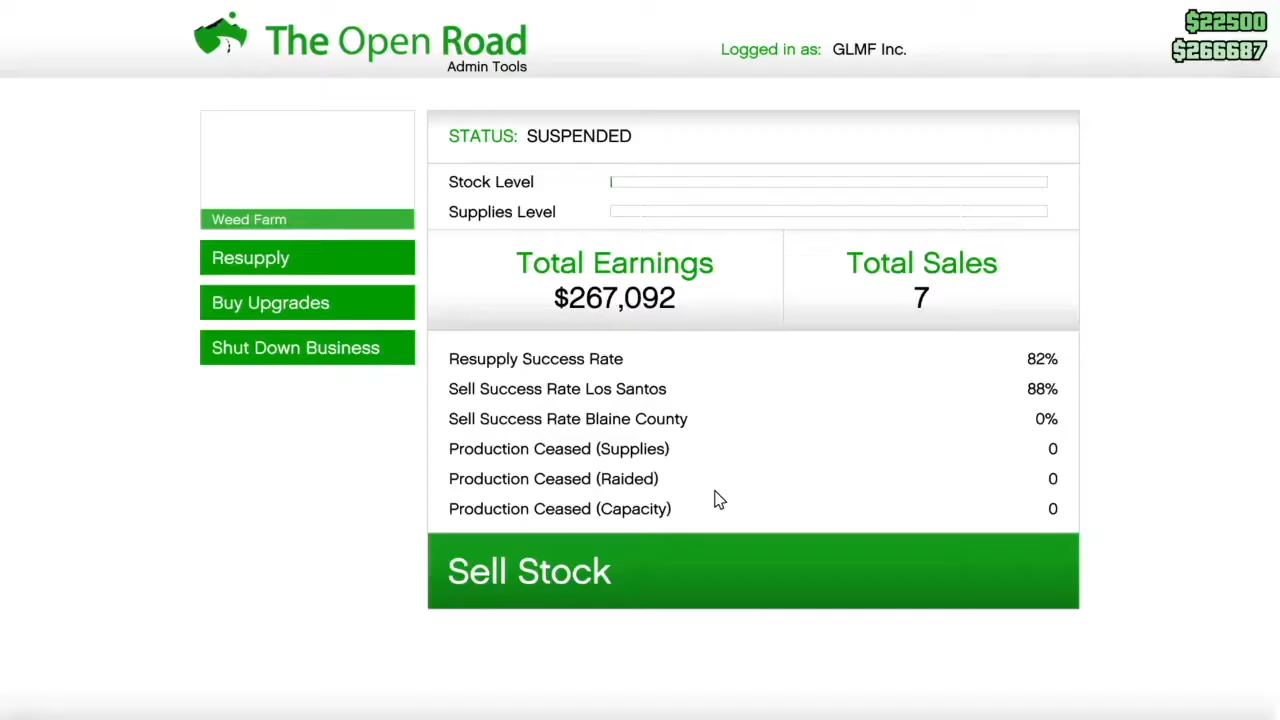 The Open Road
Admin Tools
Logged in as: GLMF Inc.
$22500
$266687
Weed Farm
Resupply
Buy Upgrades
Shut Down Business
STATUS: SUSPENDED
Stock Level
Supplies Level
Total Earnings
$267,092
Total Sales
7
Resupply Success Rate 82%
Sell Success Rate Los Santos 88%
Sell Success Rate Blaine County 0%
Production Ceased (Supplies) 0
Production Ceased (Raided) 0
Production Ceased (Capacity) 0
Sell Stock